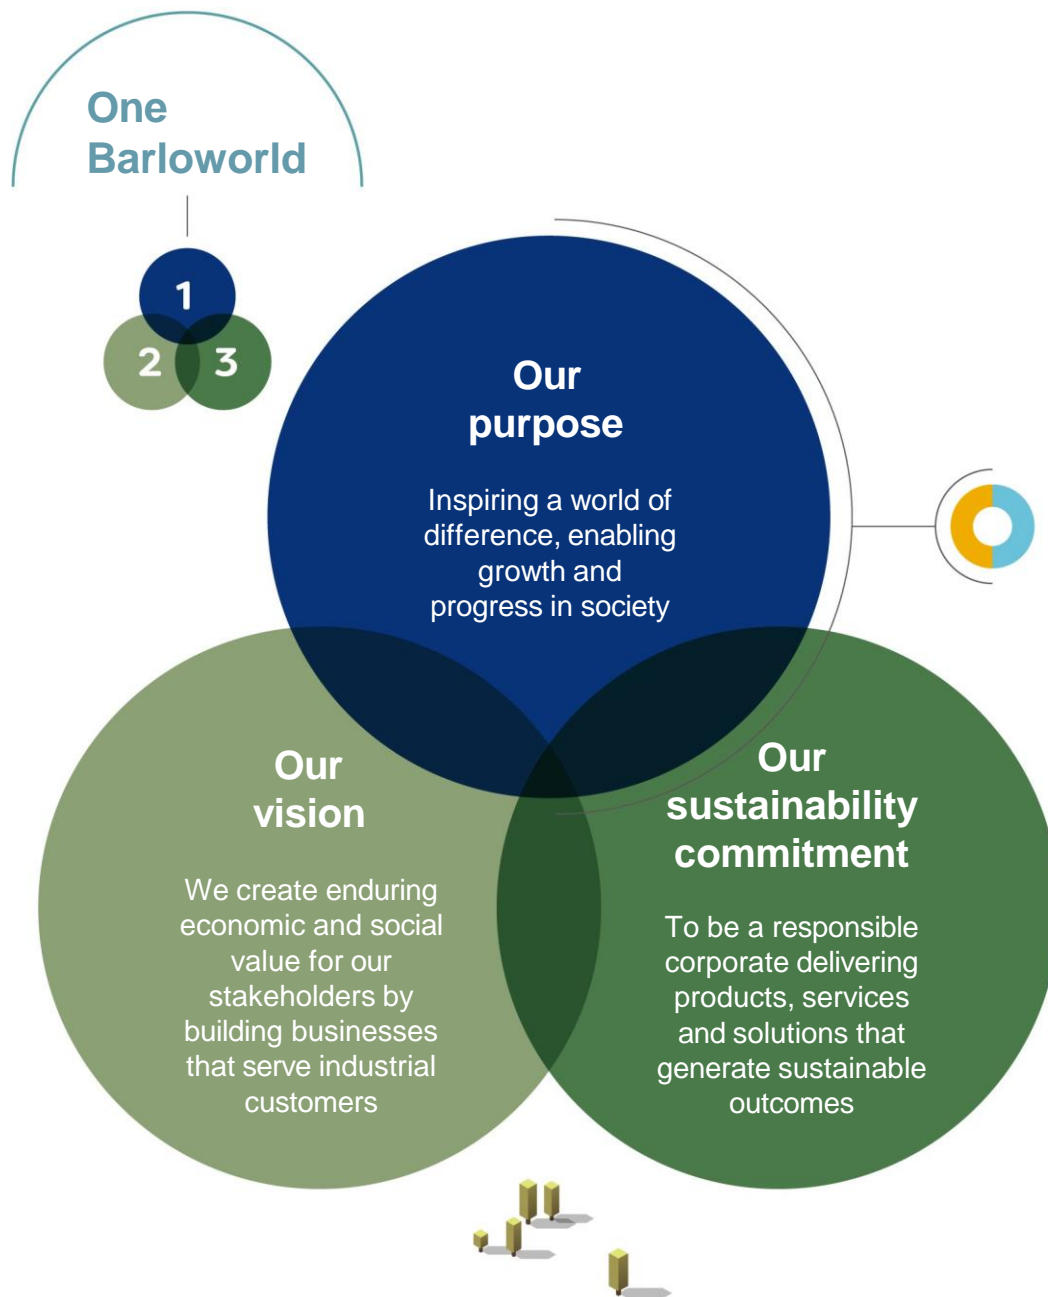 One
Barloworld
1
2
3
Our
purpose
Inspiring a world of
difference, enabling
growth and
progress in society
Our
vision
We create enduring
economic and social
value for our
stakeholders by
building businesses
that serve industrial
customers
Our
sustainability
commitment
To be a responsible
corporate delivering
products, services
and solutions that
generate sustainable
outcomes